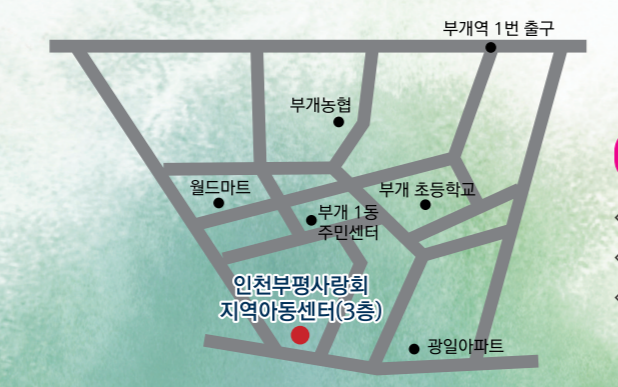 부개역 1번 출구
부개농협
월드마트
부개 초등학교
부개 1동
주민센터
인천부평사랑회
지역아동센터(3층)
광일아파트